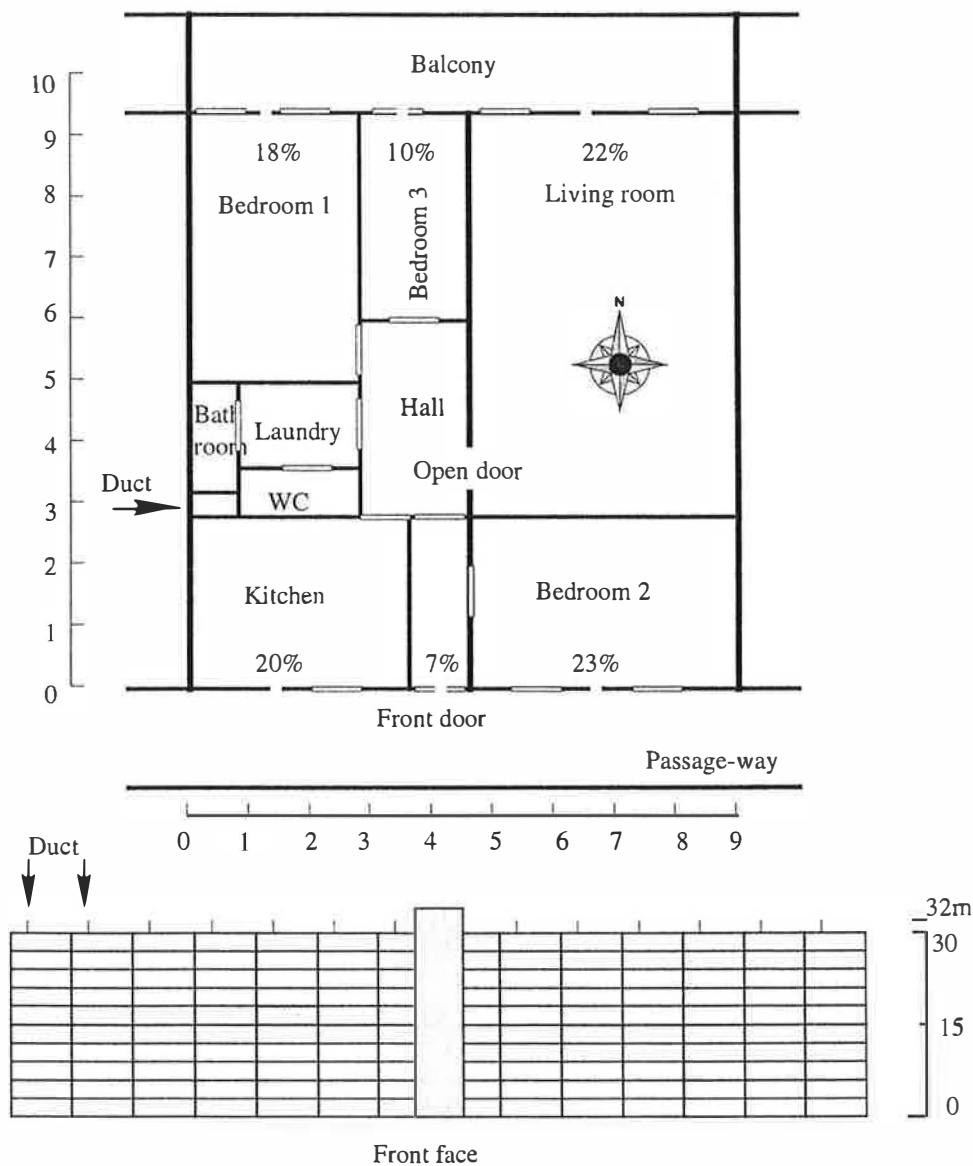 Balcony
10
9
8
7
6
5
4
3
2
1
0
18%
10%
22%
Bedroom 1
Bedroom 3
Living room
N
Bath
room
Laundry
Hall
Open door
Duct
WC
Kitchen
Bedroom 2
20%
7%
23%
Front door
Passage-way
0 1 2 3 4 5 6 7 8 9
Duct
32m
30
15
0
Front face